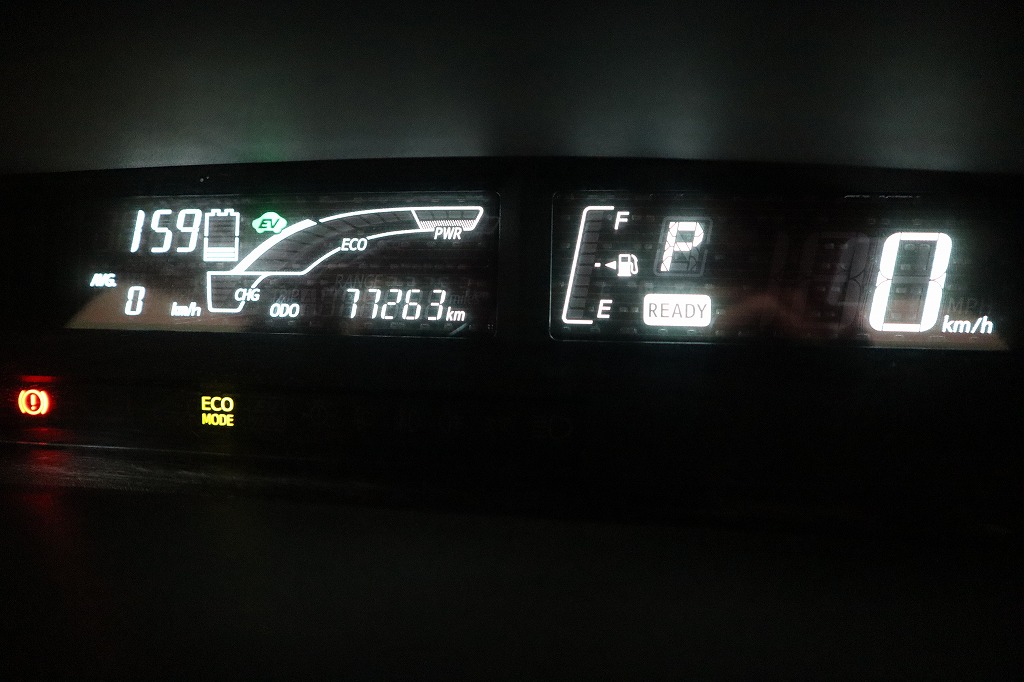 159
EV
ECO
PWR
AVG.
0 km/h
CHG
ODO 77263 km
F
P
E
READY
0 km/h
ECO
MODE